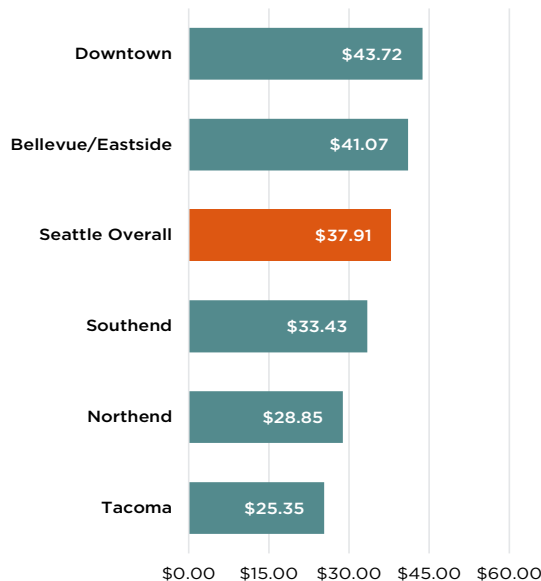 Downtown $43.72
Bellevue/Eastside $41.07
Seattle Overall $37.91
Southend $33.43
Northend $28.85
Tacoma $25.35
$0.00 $15.00 $30.00 $45.00 $60.00